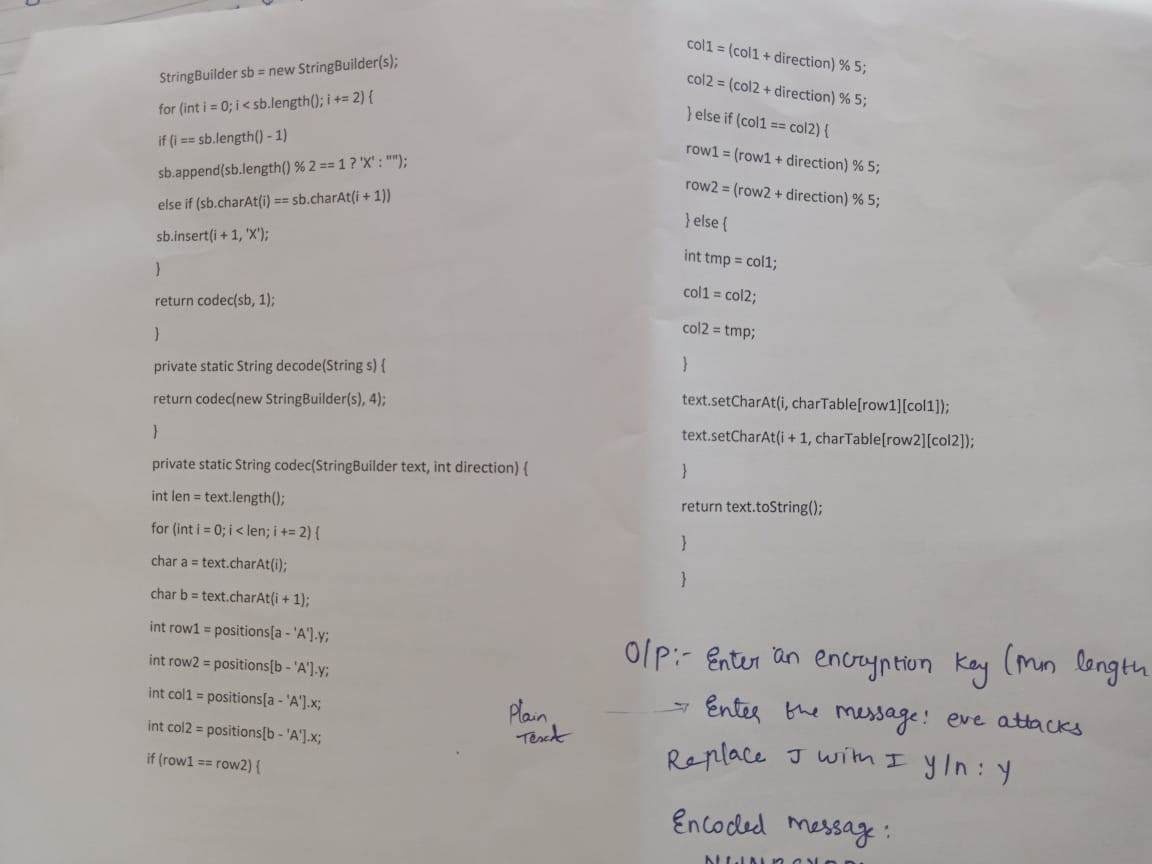 StringBuilder sb = new StringBuilder(s);
for (int i = 0; i < sb.length(); i += 2) {
if (i == sb.length() - 1)
sb.append(sb.length() % 2 == 1 ? 'X' : "");
else if (sb.charAt(i) == sb.charAt(i + 1))
sb.insert(i + 1, 'X');
}
return codec(sb, 1);
}
private static String decode(String s) {
return codec(new StringBuilder(s), 4);
}
private static String codec(StringBuilder text, int direction) {
int len = text.length();
for (int i = 0; i < len; i += 2) {
char a = text.charAt(i);
char b = text.charAt(i + 1);
int row1 = positions[a - 'A'].y;
int row2 = positions[b - 'A'].y;
int col1 = positions[a - 'A'].x;
int col2 = positions[b - 'A'].x;
if (row1 == row2) {
col1 = (col1 + direction) % 5;
col2 = (col2 + direction) % 5;
} else if (col1 == col2) {
row1 = (row1 + direction) % 5;
row2 = (row2 + direction) % 5;
} else {
int tmp = col1;
col1 = col2;
col2 = tmp;
}
text.setCharAt(i, charTable[row1][col1]);
text.setCharAt(i + 1, charTable[row2][col2]);
}
return text.toString();
}
}
O/P:- Enter an encryption key (min length
Plain
Text
→ Enter the message: eve attacks
Replace J with I y/n : y
Encoded message :